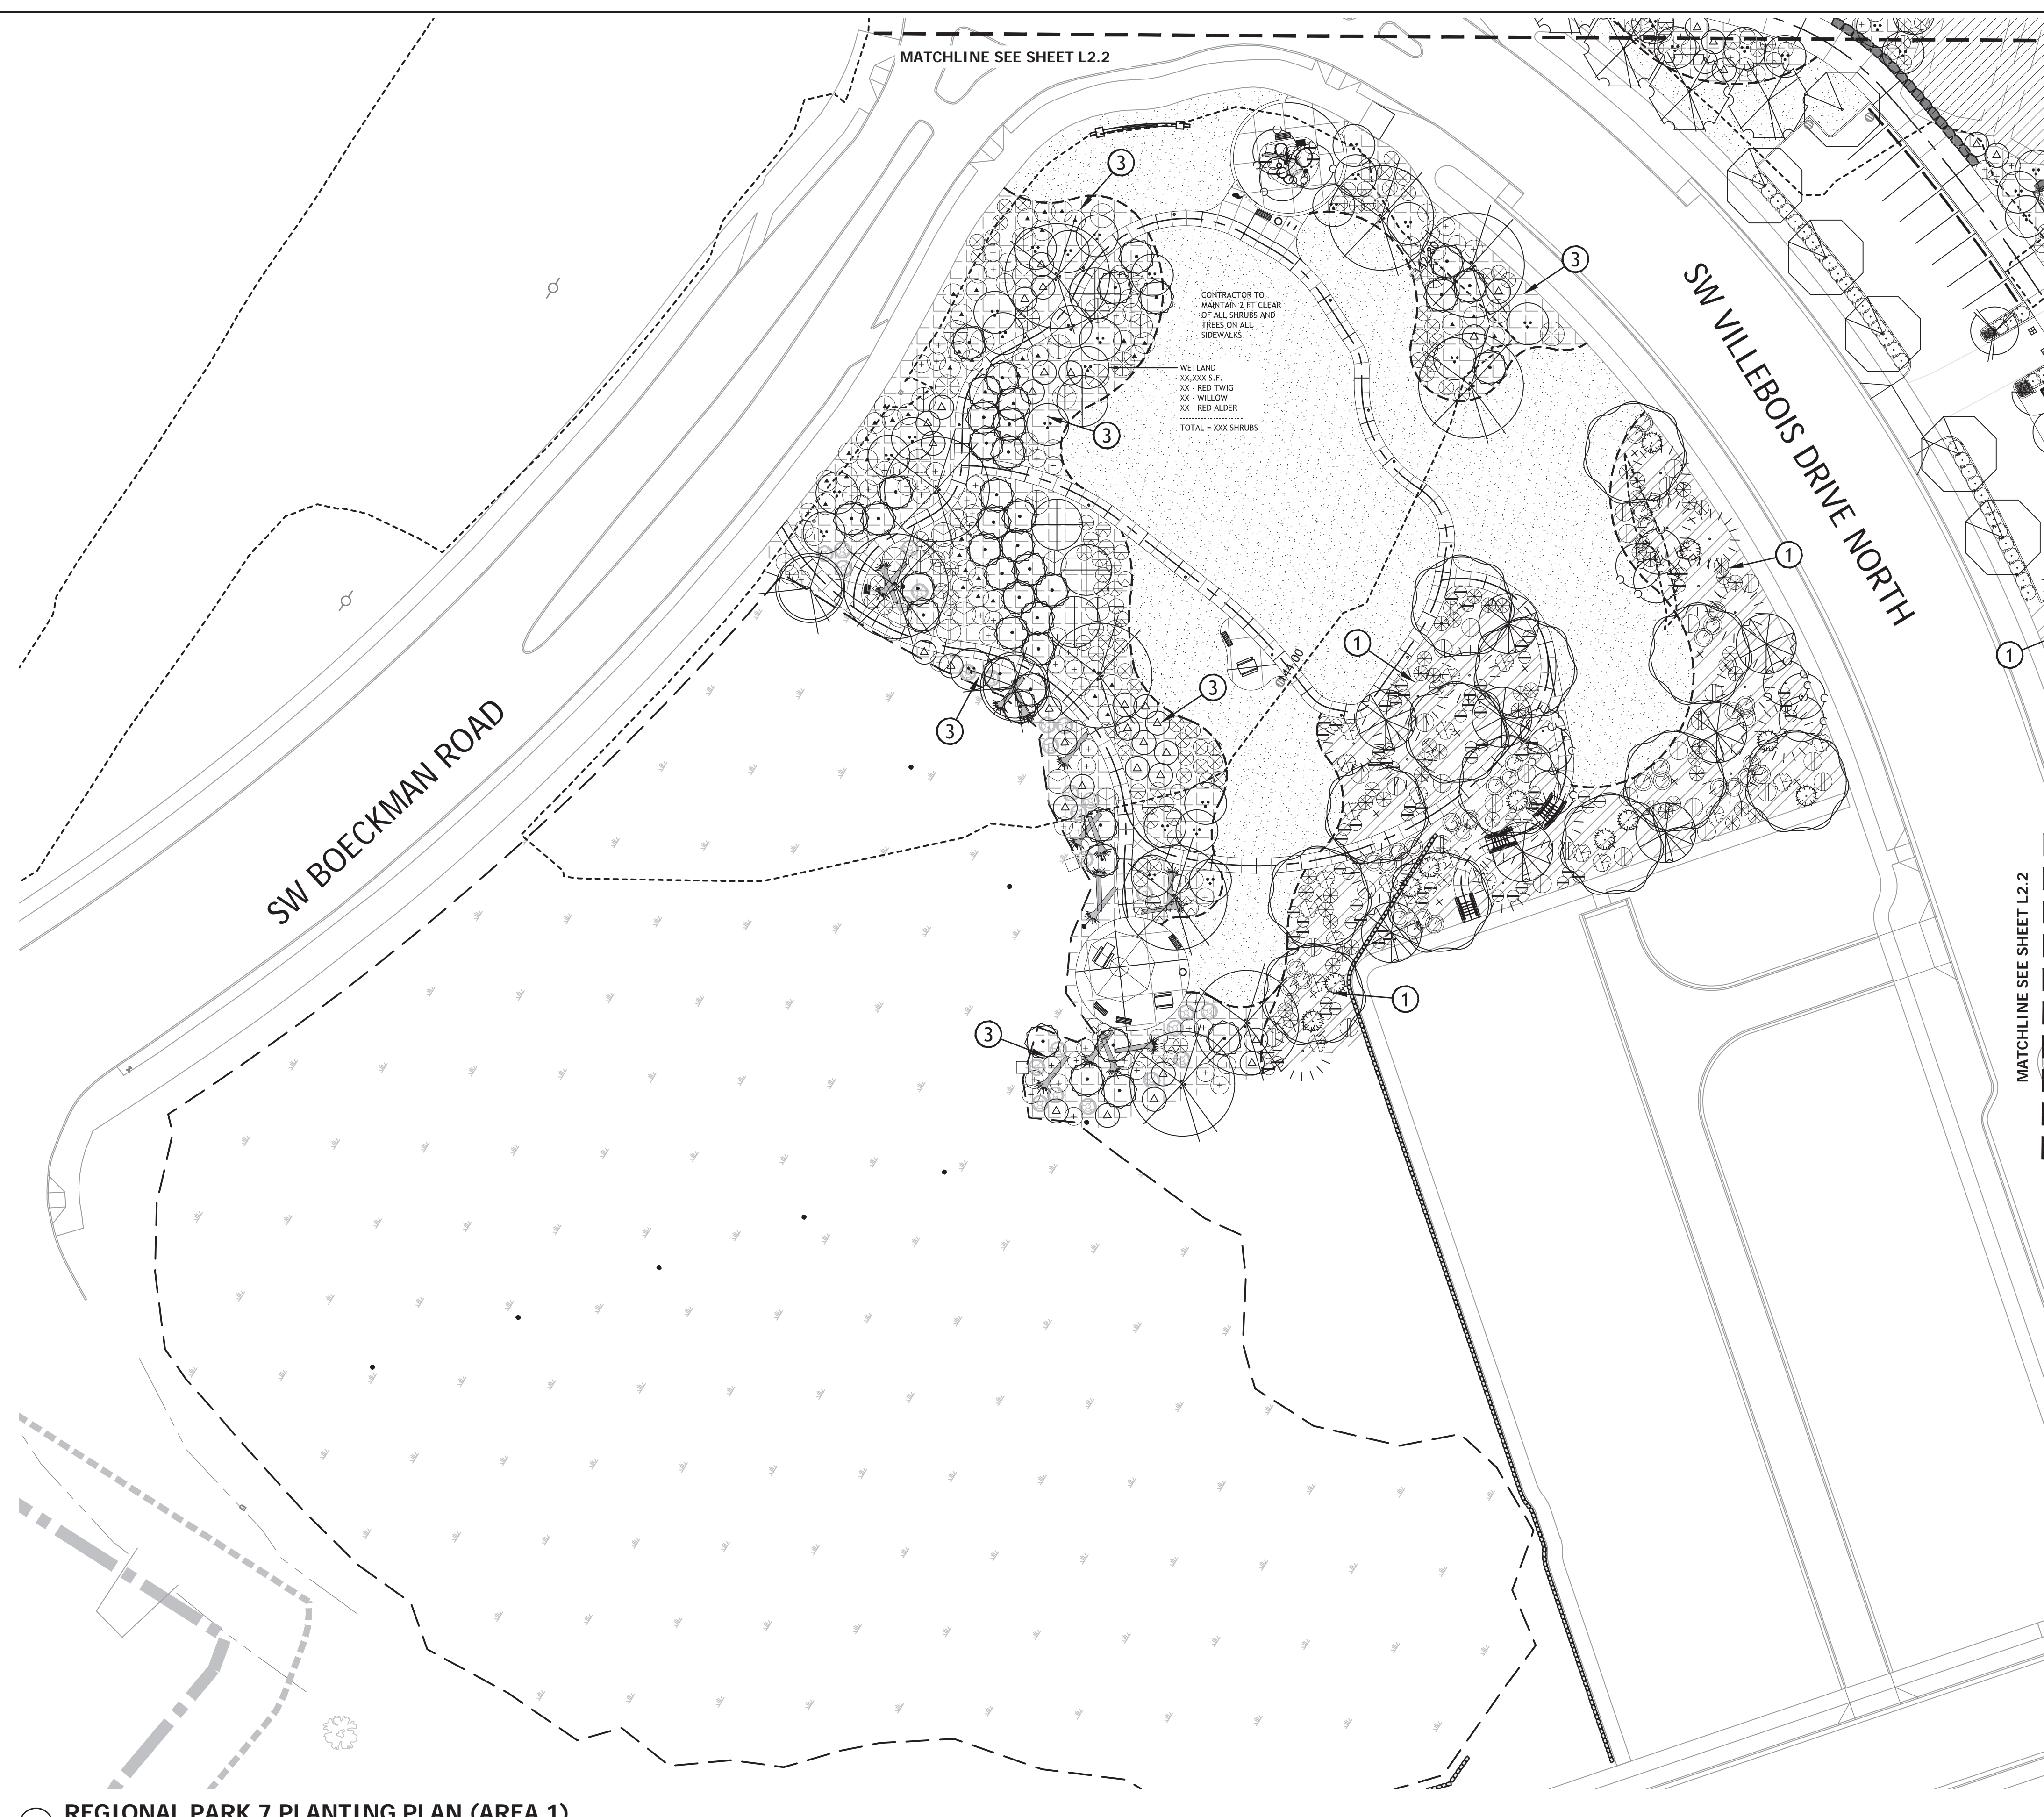 MATCHLINE SEE SHEET L2.2
3
3
CONTRACTOR TO
MAINTAIN 2 FT CLEAR
OF ALL SHRUBS AND
TREES ON ALL
SIDEWALKS.
WETLAND
XX,XXX S.F.
XX - RED TWIG
XX - WILLOW
XX - RED ALDER
TOTAL = XXX SHRUBS
3
SW VILLEBOIS DRIVE NORTH
1
1
1
3
3
SW BOECKMAN ROAD
MATCHLINE SEE SHEET L2.2
1
3
REGIONAL PARK 7 PLANTING PLAN (AREA 1)